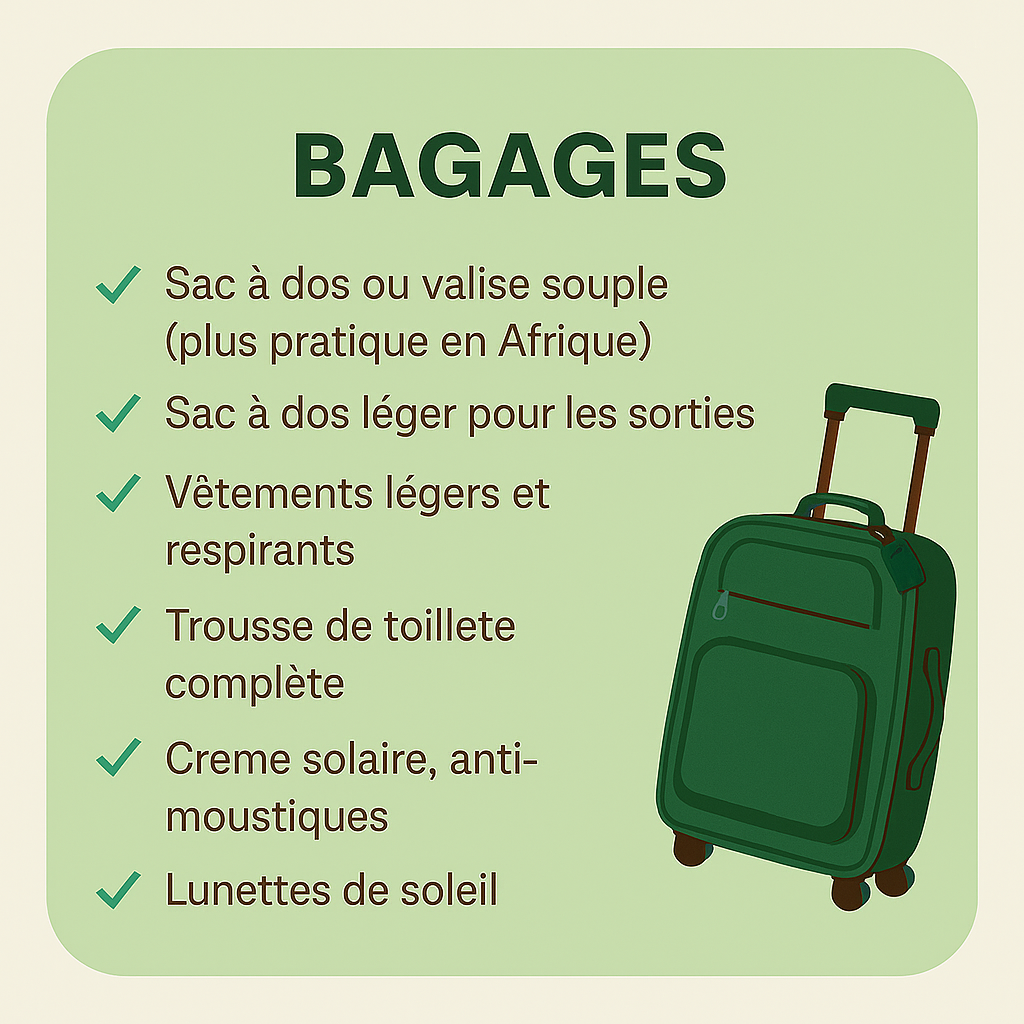 BAGAGES
Sac à dos ou valise souple
(plus pratique en Afrique)
Sac à dos léger pour les sorties
Vêtements légers et
respirants
Trousse de toillete
complète
Creme solaire, anti-
moustiques
Lunettes de soleil